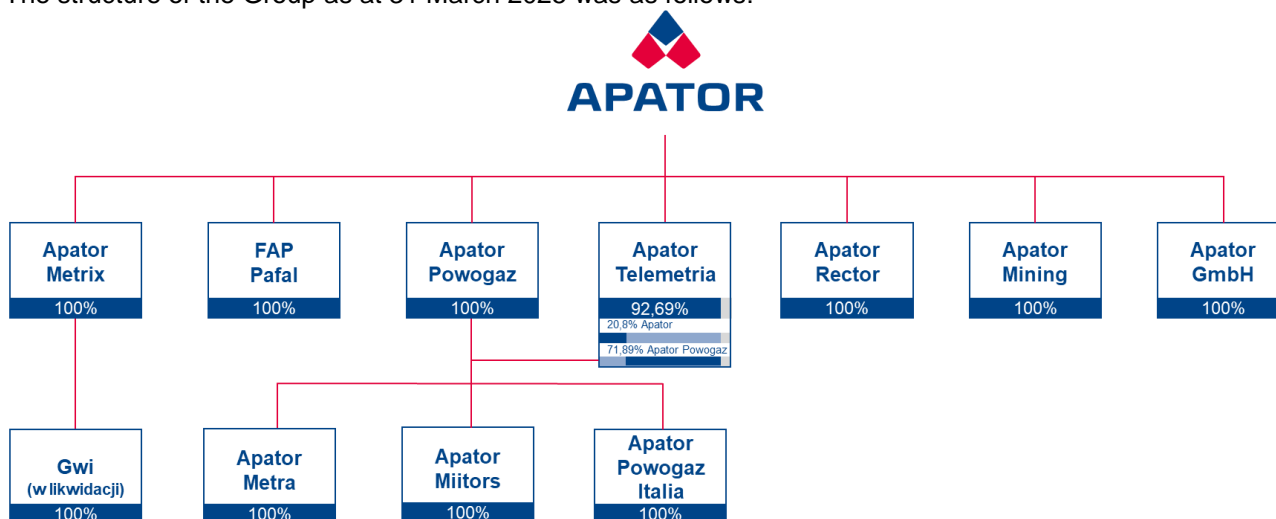 The structure of the Group as at 31 March was as follows:
APATOR
Apator
Metrix
100%
FAP
Pafal
100%
Apator
Powogaz
100%
Apator
Telemetria
92,69%
20,8% Apator
71,89% Apator Powogaz
Apator
Rector
100%
Apator
Mining
100%
Apator
GmbH
100%
Gwi
(w likwidacji)
100%
Apator
Metra
100%
Apator
Miitors
100%
Apator
Powogaz
Italia
100%